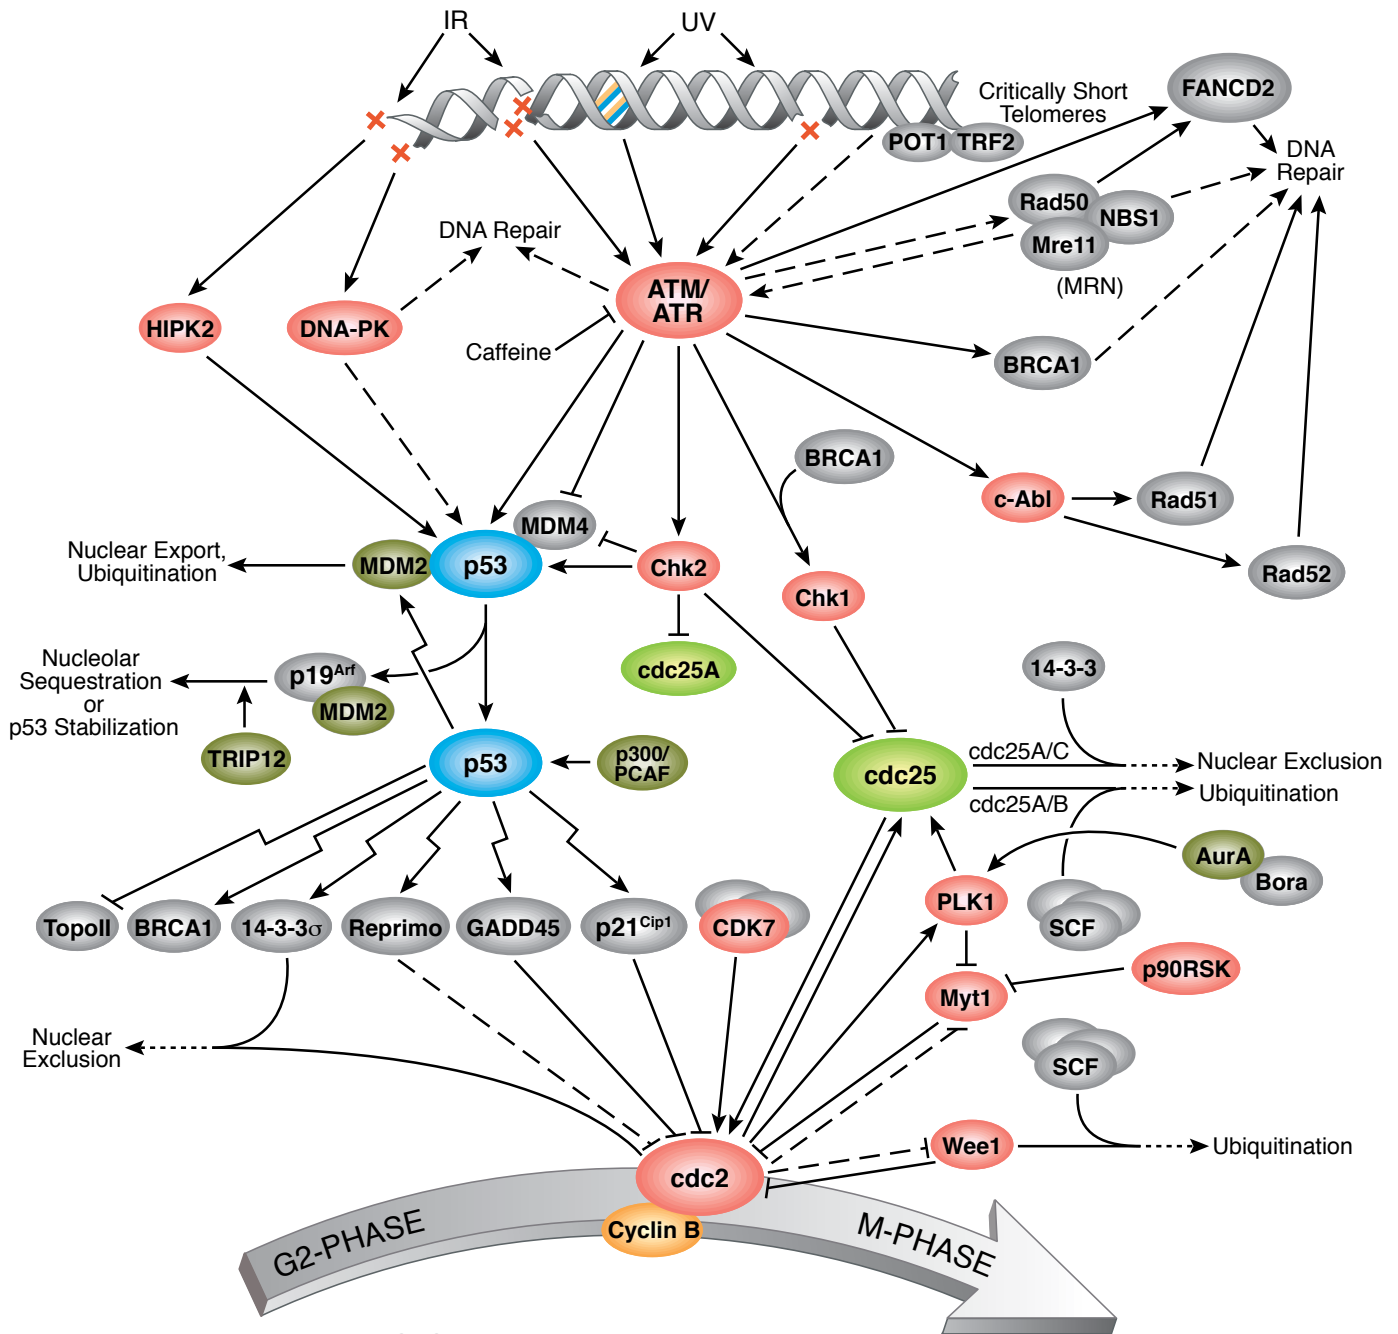 IR
UV
Critically Short
Telomeres
FANCD2
POT1
TRF2
DNA
Repair
Rad50
NBS1
Mre11
(MRN)
DNA Repair
ATM/
ATR
HIPK2
DNA-PK
Caffeine
BRCA1
BRCA1
c-Abl
Rad51
Rad52
MDM4
Nuclear Export,
Ubiquitination
MDM2
p53
Chk2
Chk1
cdc25A
14-3-3
Nucleolar
Sequestration
or
p53 Stabilization
p19Arf
MDM2
TRIP12
p53
p300/
PCAF
cdc25
cdc25A/C
Nuclear Exclusion
cdc25A/B
Ubiquitination
AurA
Bora
PLK1
SCF
TopoII
BRCA1
14-3-3σ
Reprimo
GADD45
p21Cip1
CDK7
p90RSK
Myt1
Nuclear
Exclusion
SCF
Wee1
Ubiquitination
cdc2
Cyclin B
G2-PHASE
M-PHASE